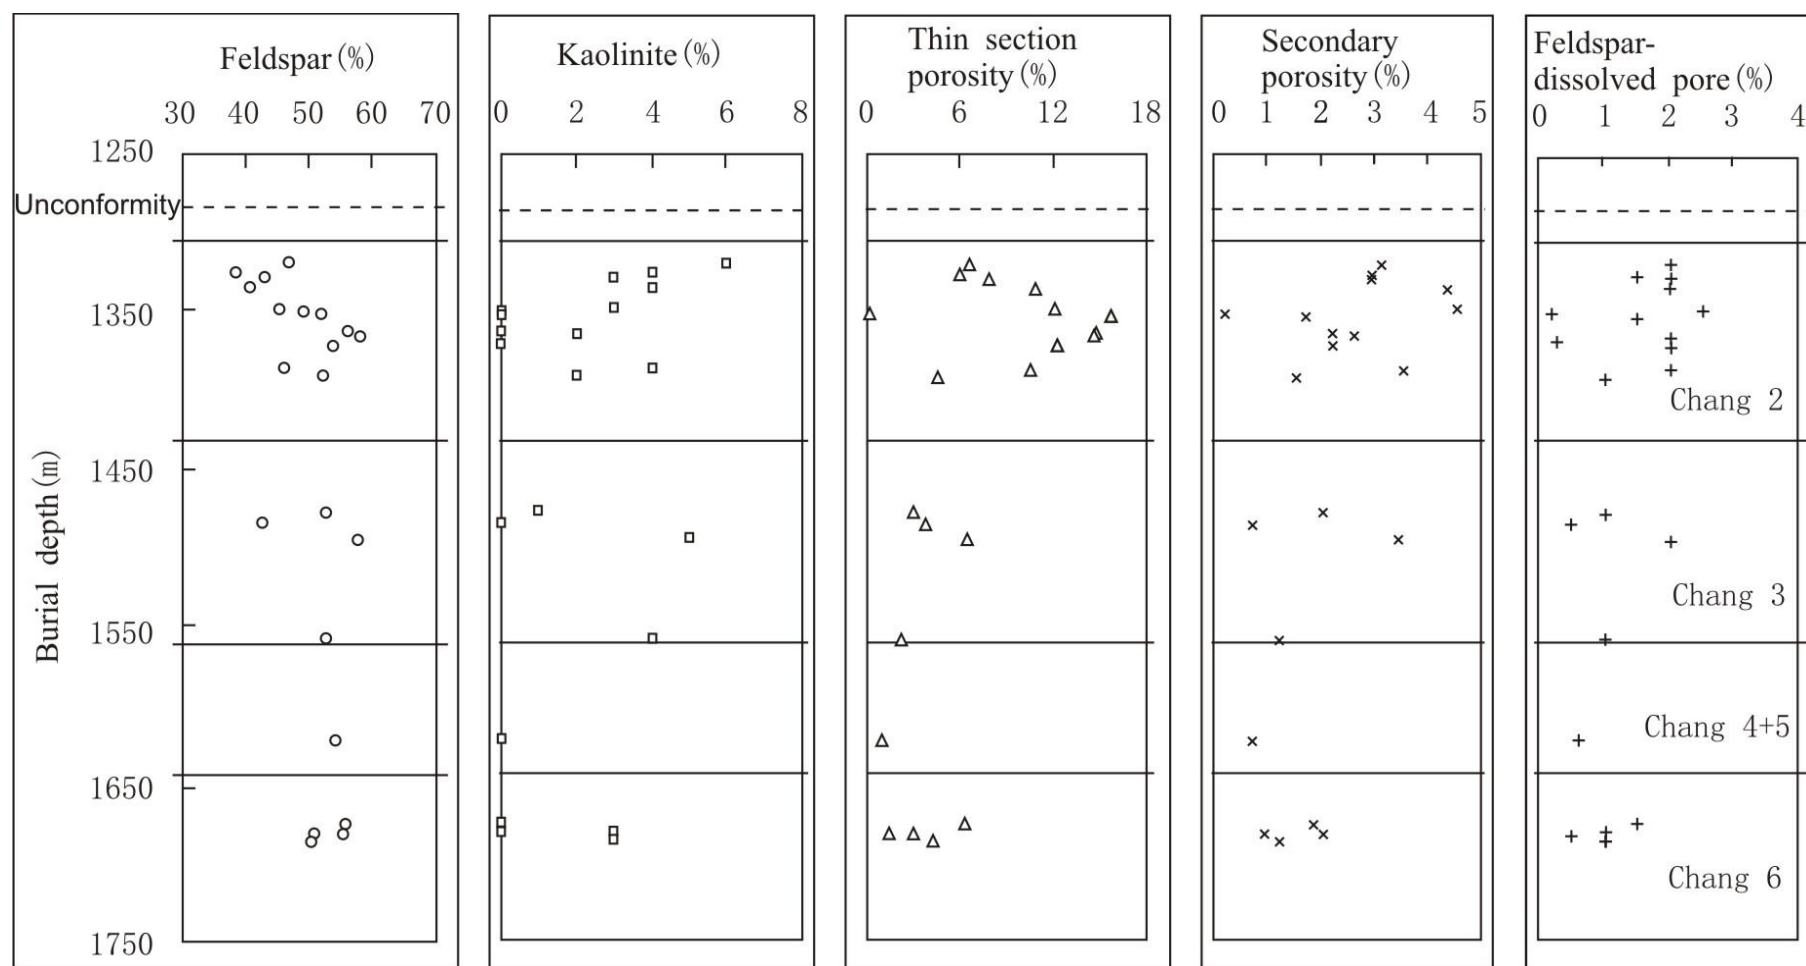 Feldspar(%)
30 40 50 60 70
Kaolinite(%)
0 2 4 6 8
Thin section
porosity(%)
0 6 12 18
Secondary
porosity(%)
0 1 2 3 4 5
Feldspar-
dissolved pore(%)
0 1 2 3 4
Burial depth(m)
1250
Unconformity
1350
1450
1550
1650
1750
Chang 2
Chang 3
Chang 4+5
Chang 6